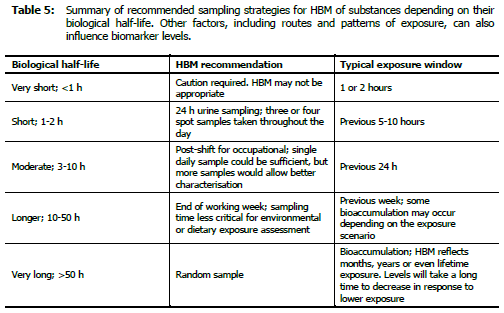 Table 5: Summary of recommended sampling strategies for HBM of substances depending on their
biological half-life. Other factors, including routes and patterns of exposure, can also
influence biomarker levels.
Biological half-life HBM recommendation Typical exposure window
Very short; <1 h
Caution required. HBM may not be
appropriate
1 or 2 hours
Short; 1-2 h
24 h urine sampling; three or four
spot samples taken throughout the
day
Previous 5-10 hours
Moderate; 3-10 h
Post-shift for occupational; single
daily sample could be sufficient, but
more samples would allow better
characterisation
Previous 24 h
Longer; 10-50 h
End of working week; sampling
time less critical for environmental
or dietary exposure assessment
Previous week; some
bioaccumulation may occur
depending on the exposure
scenario
Very long; >50 h
Random sample
Bioaccumulation; HBM reflects
months, years or even lifetime
exposure. Levels will take a long
time to decrease in response to
lower exposure